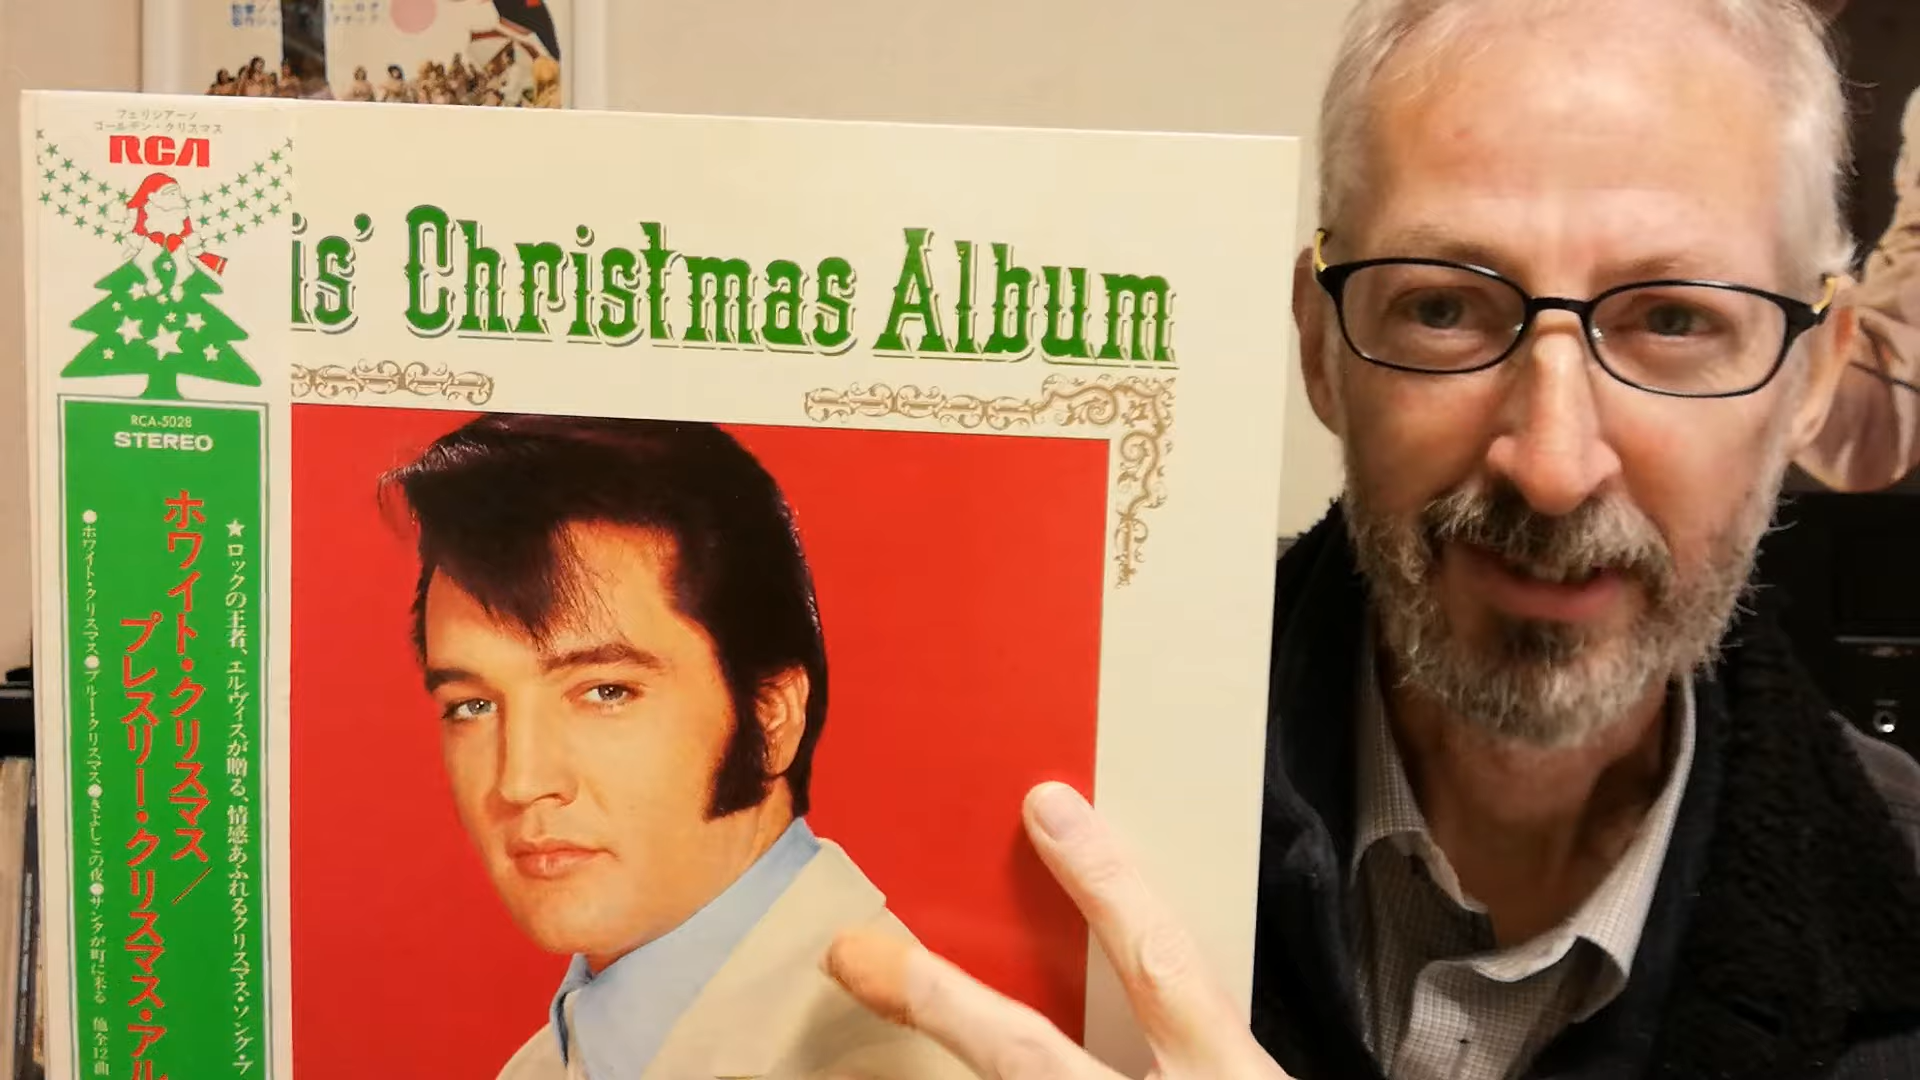 フェリシアーノ
ゴールデン・クリスマス
RCA
is' Christmas Album
RCA-5028
STEREO
★ロックの王者、エルヴィスが贈る、情感あふれるクリスマス・ソング・ブ
ホワイト・クリスマス/
プレスリー・クリスマス・アル
●ホワイト・クリスマス●ブルー・クリスマス●きよしこの夜●サンタが町に来る 他全12曲